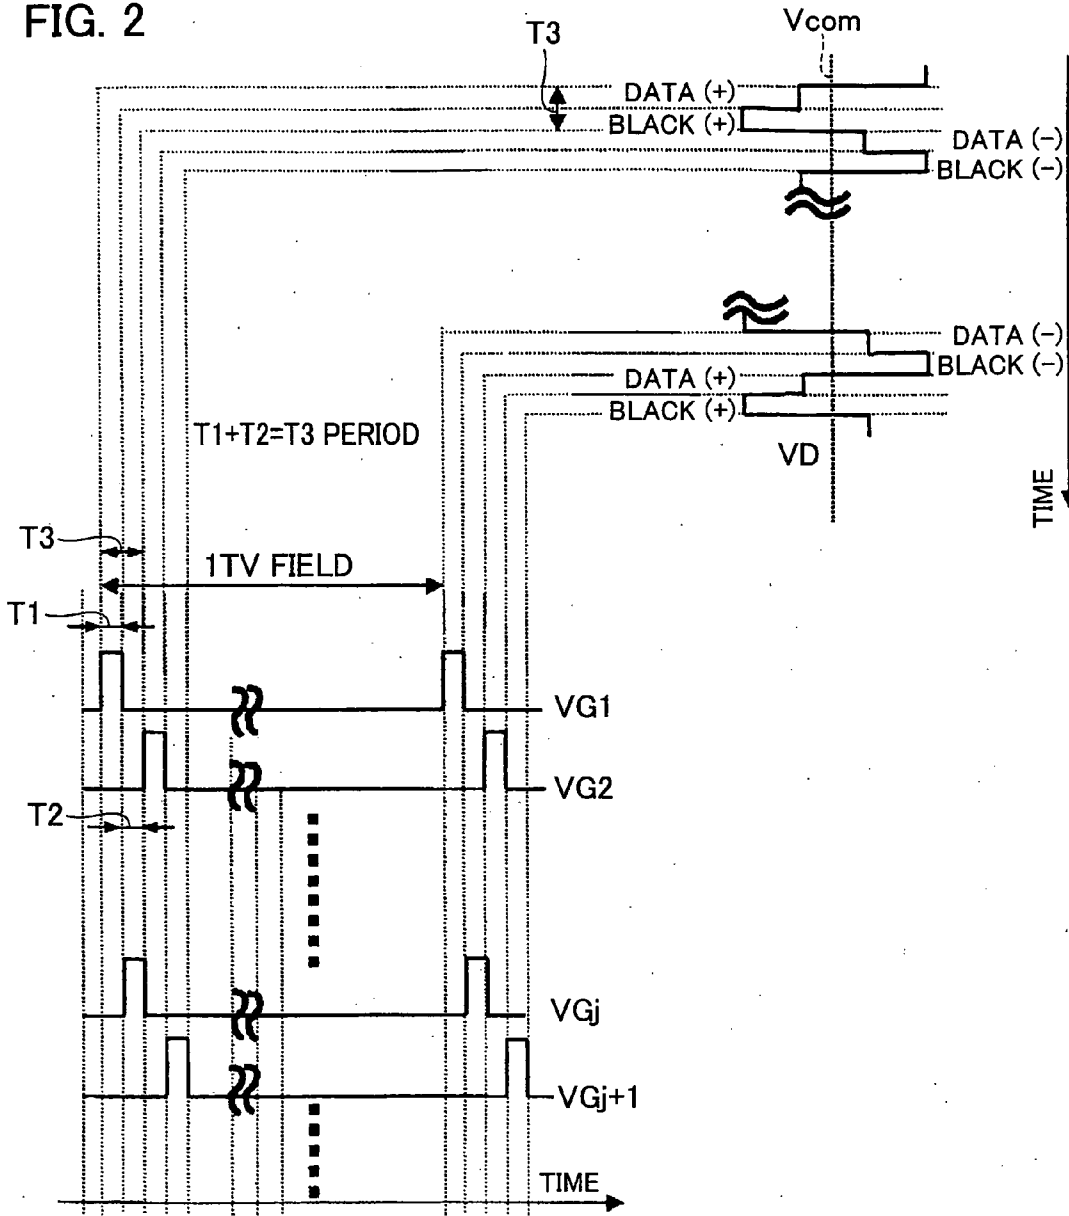 FIG. 2
T3
Vcom
DATA (+)
BLACK (+)
DATA (−)
BLACK (−)
DATA (−)
BLACK (−)
DATA (+)
BLACK (+)
T1+T2=T3 PERIOD
VD
TIME
T3
1TV FIELD
T1
VG1
VG2
T2
VGj
VGj+1
TIME